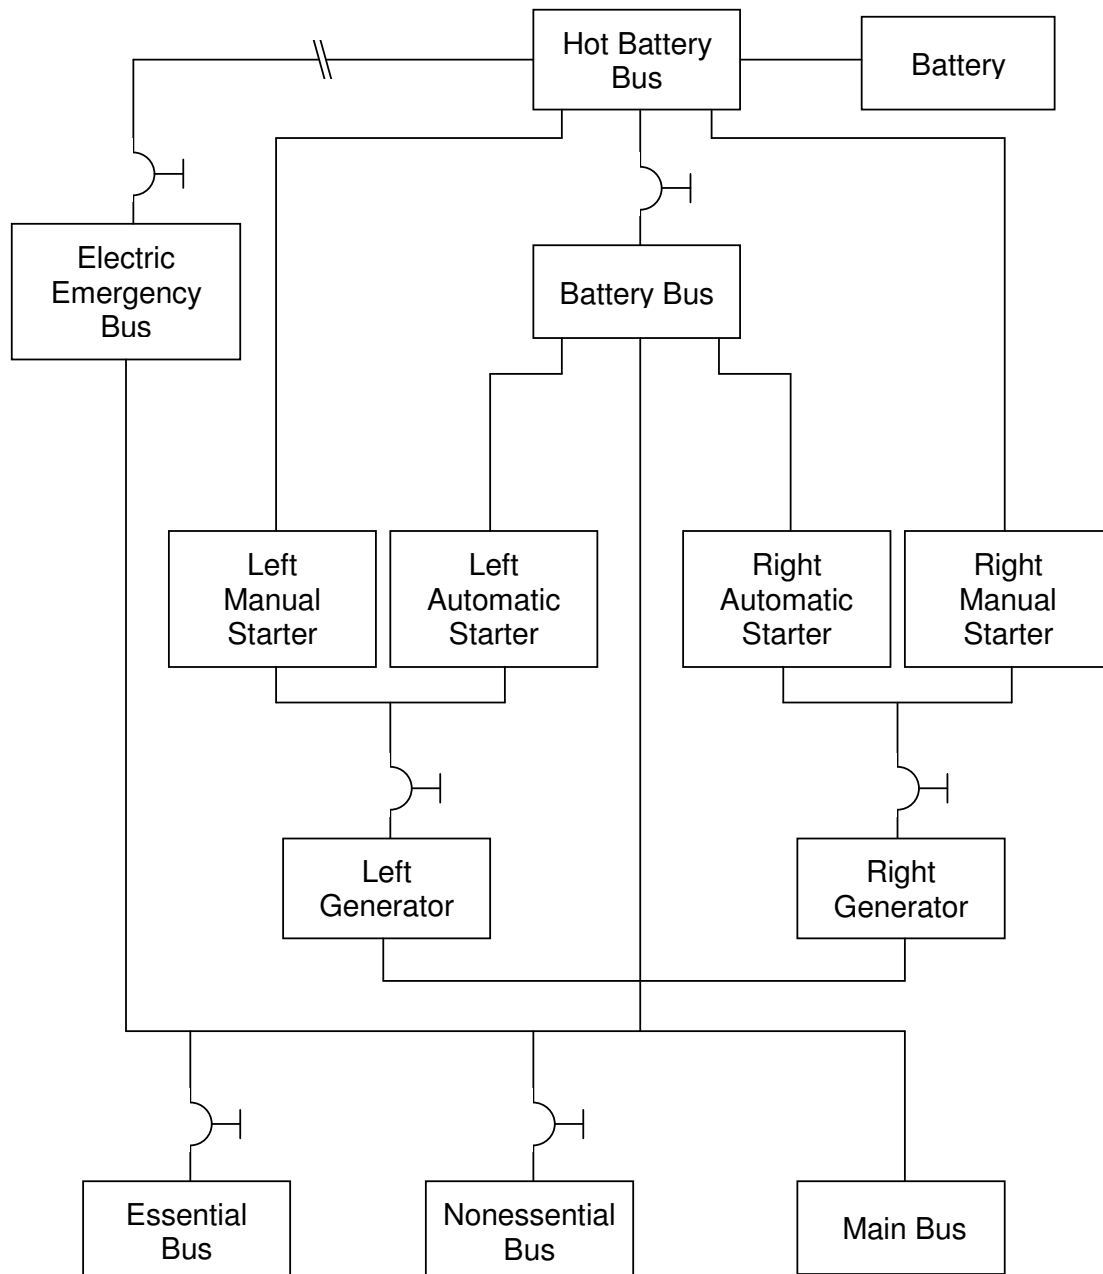 Hot Battery
Bus
Battery
Electric
Emergency
Bus
Battery Bus
Left
Manual
Starter
Left
Automatic
Starter
Right
Automatic
Starter
Right
Manual
Starter
Left
Generator
Right
Generator
Essential
Bus
Nonessential
Bus
Main Bus